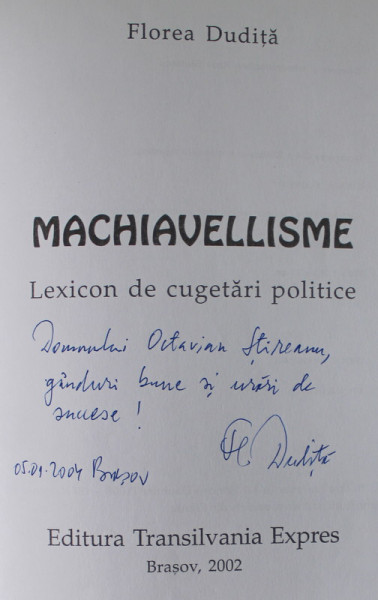 Florea Dudiță
MACHIAVELLISME
Lexicon de cugetări politice
Domnului Octavian Știreanu,
gânduri bune și urări de
succese!
Fl. Dudiță
05.01.2004 Brașov
Editura Transilvania Expres
Brașov, 2002